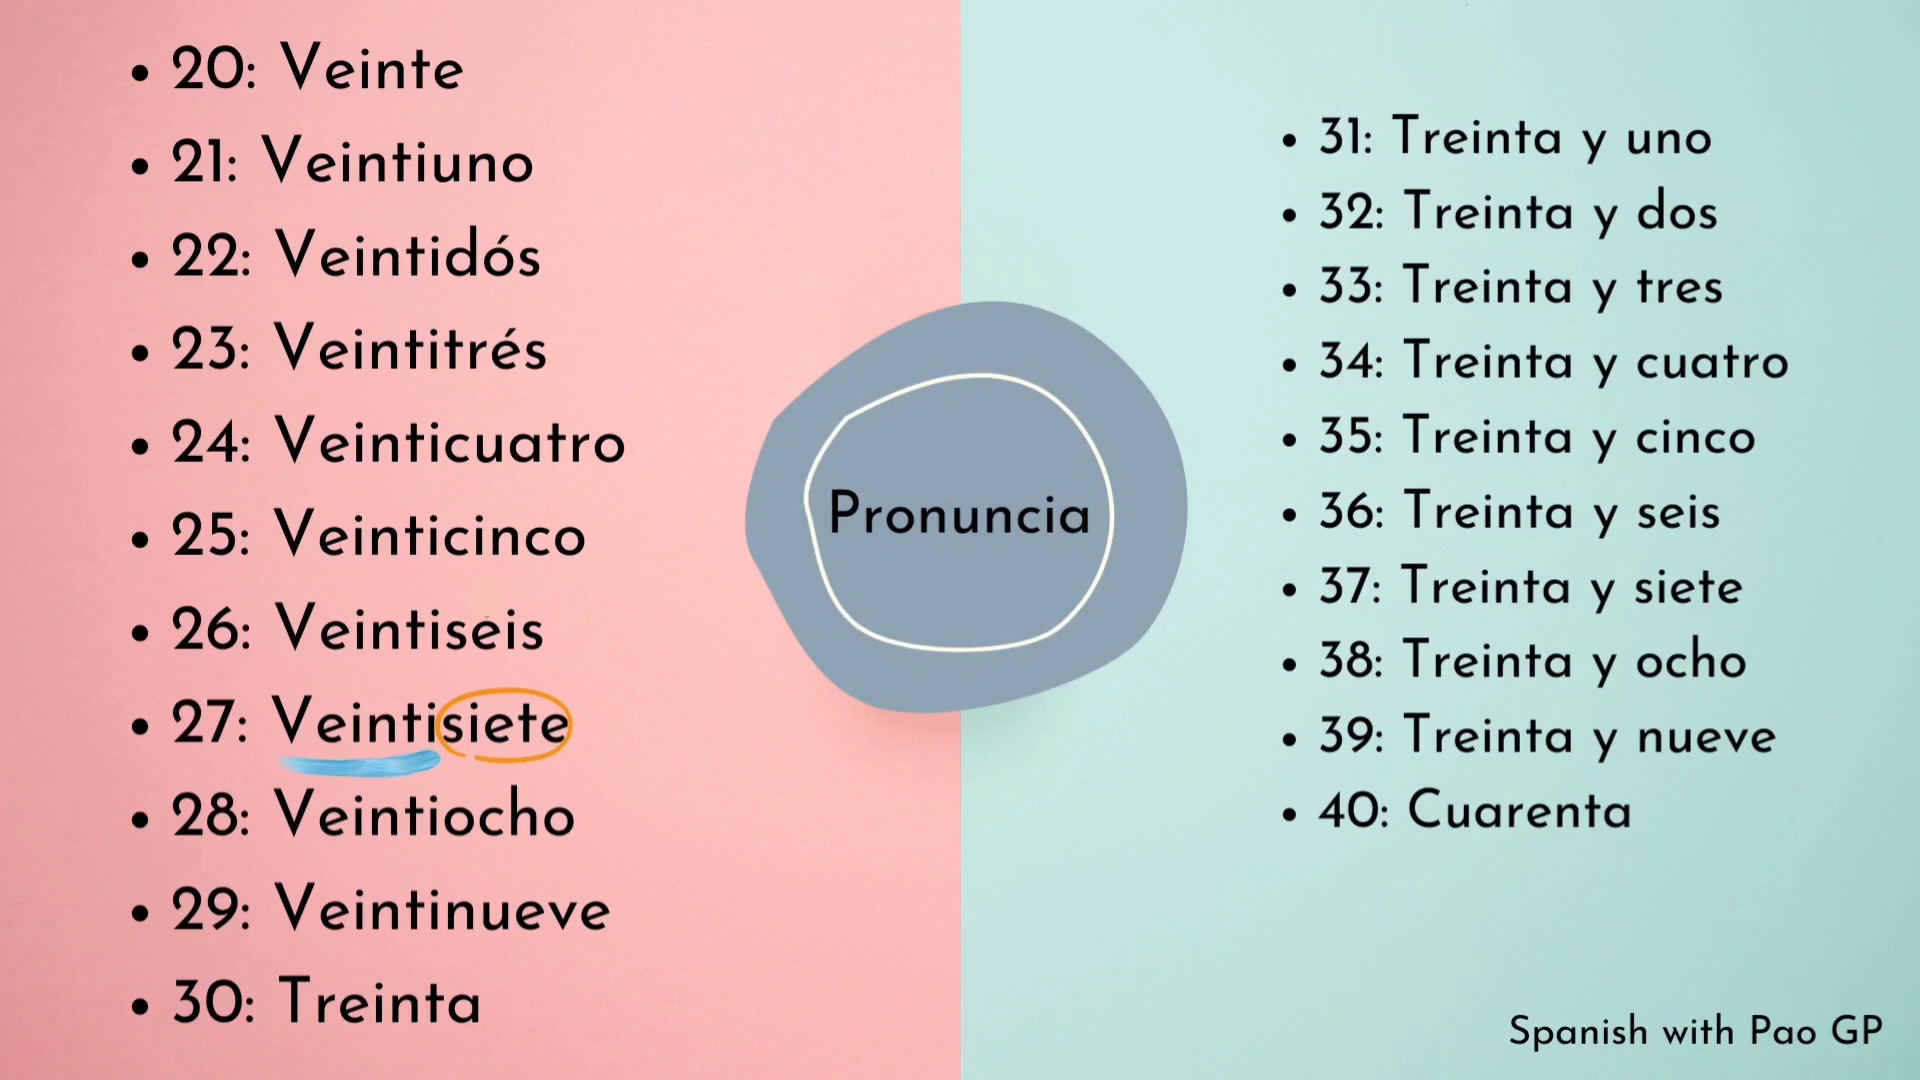 • 20: Veinte
• 21: Veintiuno
• 22: Veintidós
• 23: Veintitrés
• 24: Veinticuatro
• 25: Veinticinco
• 26: Veintiseis
• 27: Veintisiete
• 28: Veintiocho
• 29: Veintinueve
• 30: Treinta
Pronuncia
• 31: Treinta y uno
• 32: Treinta y dos
• 33: Treinta y tres
• 34: Treinta y cuatro
• 35: Treinta y cinco
• 36: Treinta y seis
• 37: Treinta y siete
• 38: Treinta y ocho
• 39: Treinta y nueve
• 40: Cuarenta
Spanish with Pao GP